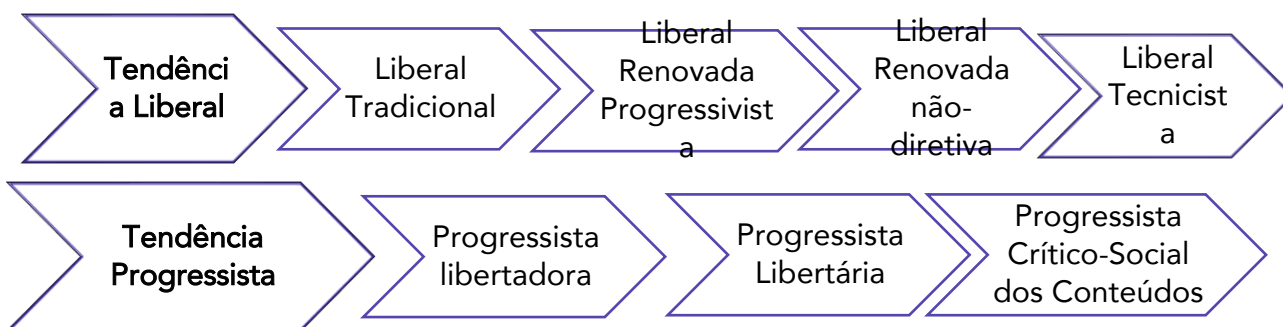 Tendênci
a Liberal
Liberal
Tradicional
Liberal
Renovada
Progressivist
a
Liberal
Renovada
não-
diretiva
Liberal
Tecnicist
a
Tendência
Progressista
Progressista
libertadora
Progressista
Libertária
Progressista
Crítico-Social
dos Conteúdos